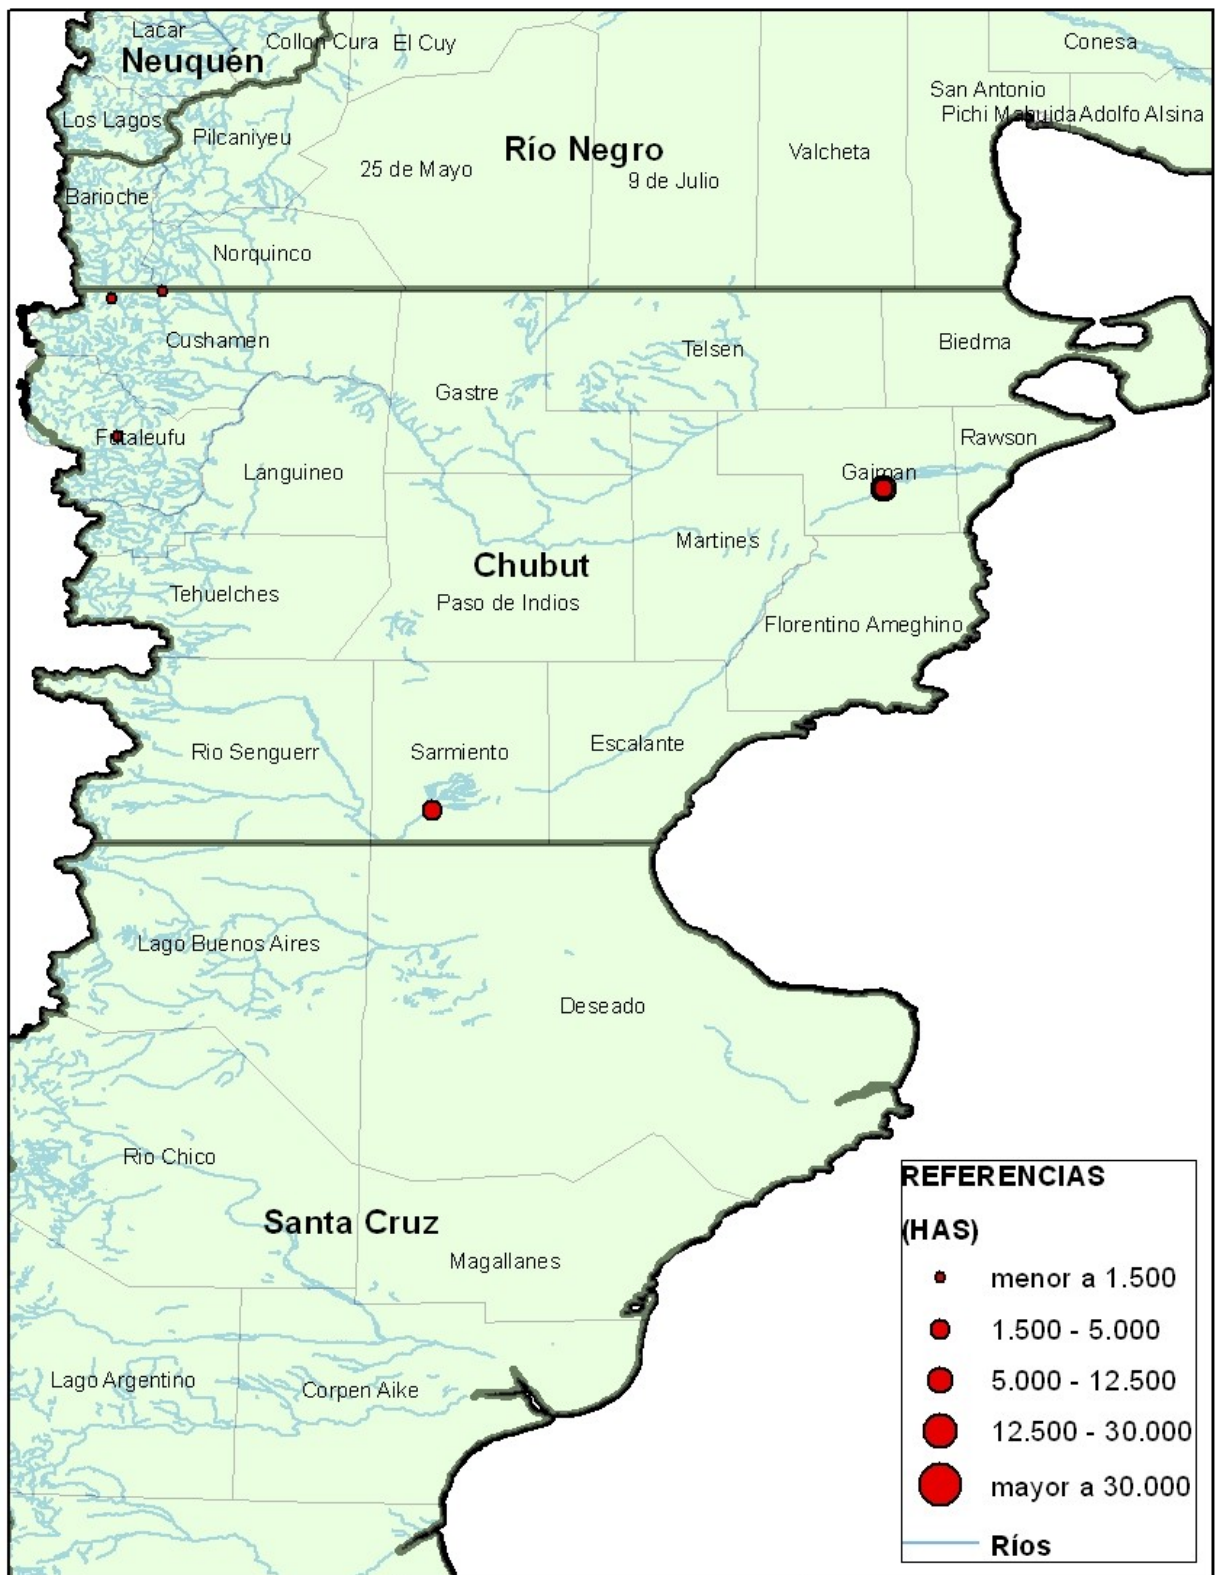 Lacar
Collon Cura
El Cuy
Conesa
Neuquén
San Antonio
Los Lagos
Pilcaniyeu
Pichi Mahuida
Adolfo Alsina
Río Negro
Valcheta
25 de Mayo
9 de Julio
Barioche
Norquinco
Cushamen
Telsen
Biedma
Gastre
Futaleufu
Rawson
Languineo
Gaiman
Martines
Chubut
Tehuelches
Paso de Indios
Florentino Ameghino
Rio Senguerr
Sarmiento
Escalante
Lago Buenos Aires
Deseado
Rio Chico
Santa Cruz
Magallanes
Lago Argentino
Corpen Aike
REFERENCIAS
(HAS)
menor a 1.500
1.500 - 5.000
5.000 - 12.500
12.500 - 30.000
mayor a 30.000
Ríos